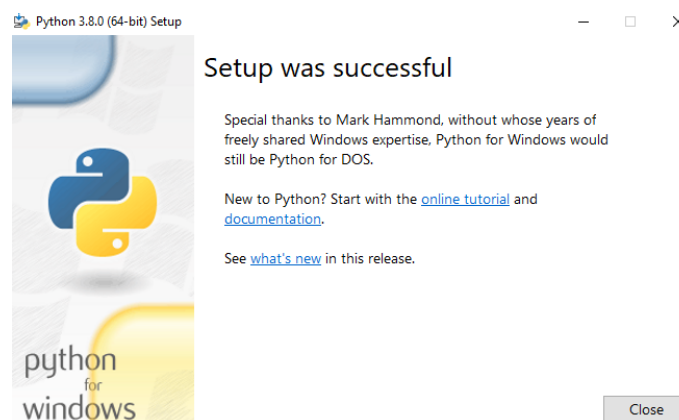 Python 3.8.0 (64-bit) Setup
Setup was successful
Special thanks to Mark Hammond, without whose years of
freely shared Windows expertise, Python for Windows would
still be Python for DOS.
New to Python? Start with the online tutorial and
documentation.
See what's new in this release.
python
for
windows
Close